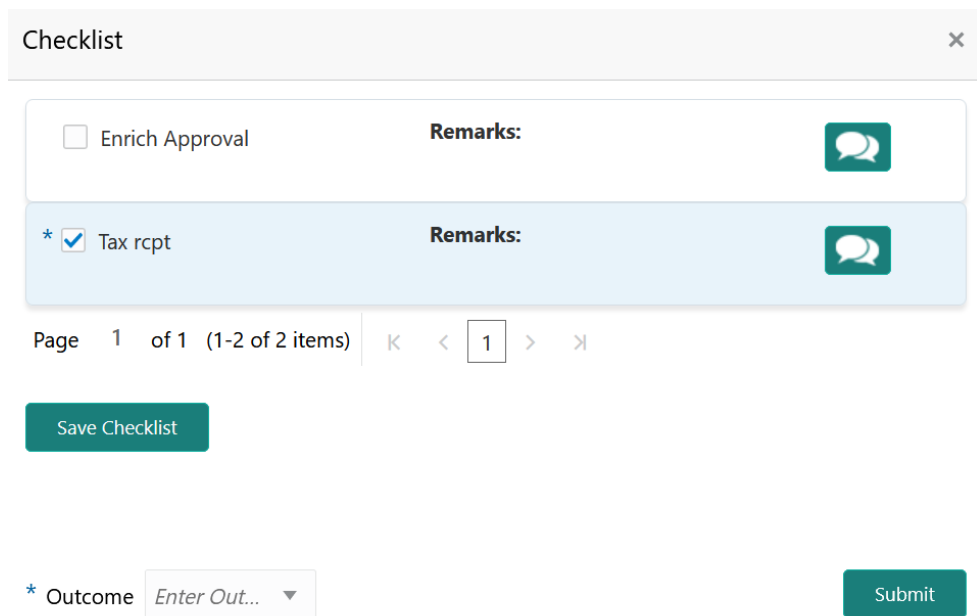 Checklist
Enrich Approval Remarks:
* Tax rcpt Remarks:
Page 1 of 1 (1-2 of 2 items) 1
Save Checklist
* Outcome Enter Out... Submit